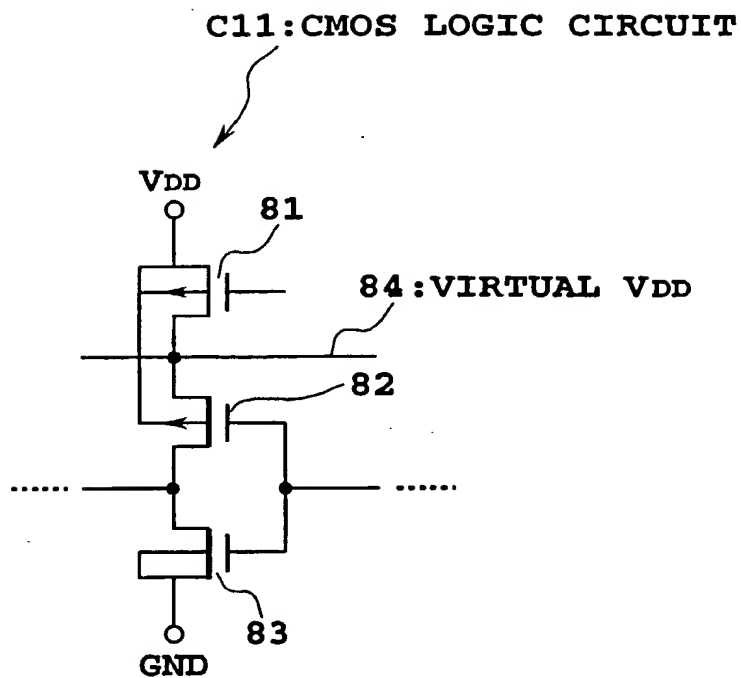 C11:CMOS LOGIC CIRCUIT
VDD
81
84:VIRTUAL VDD
82
83
GND